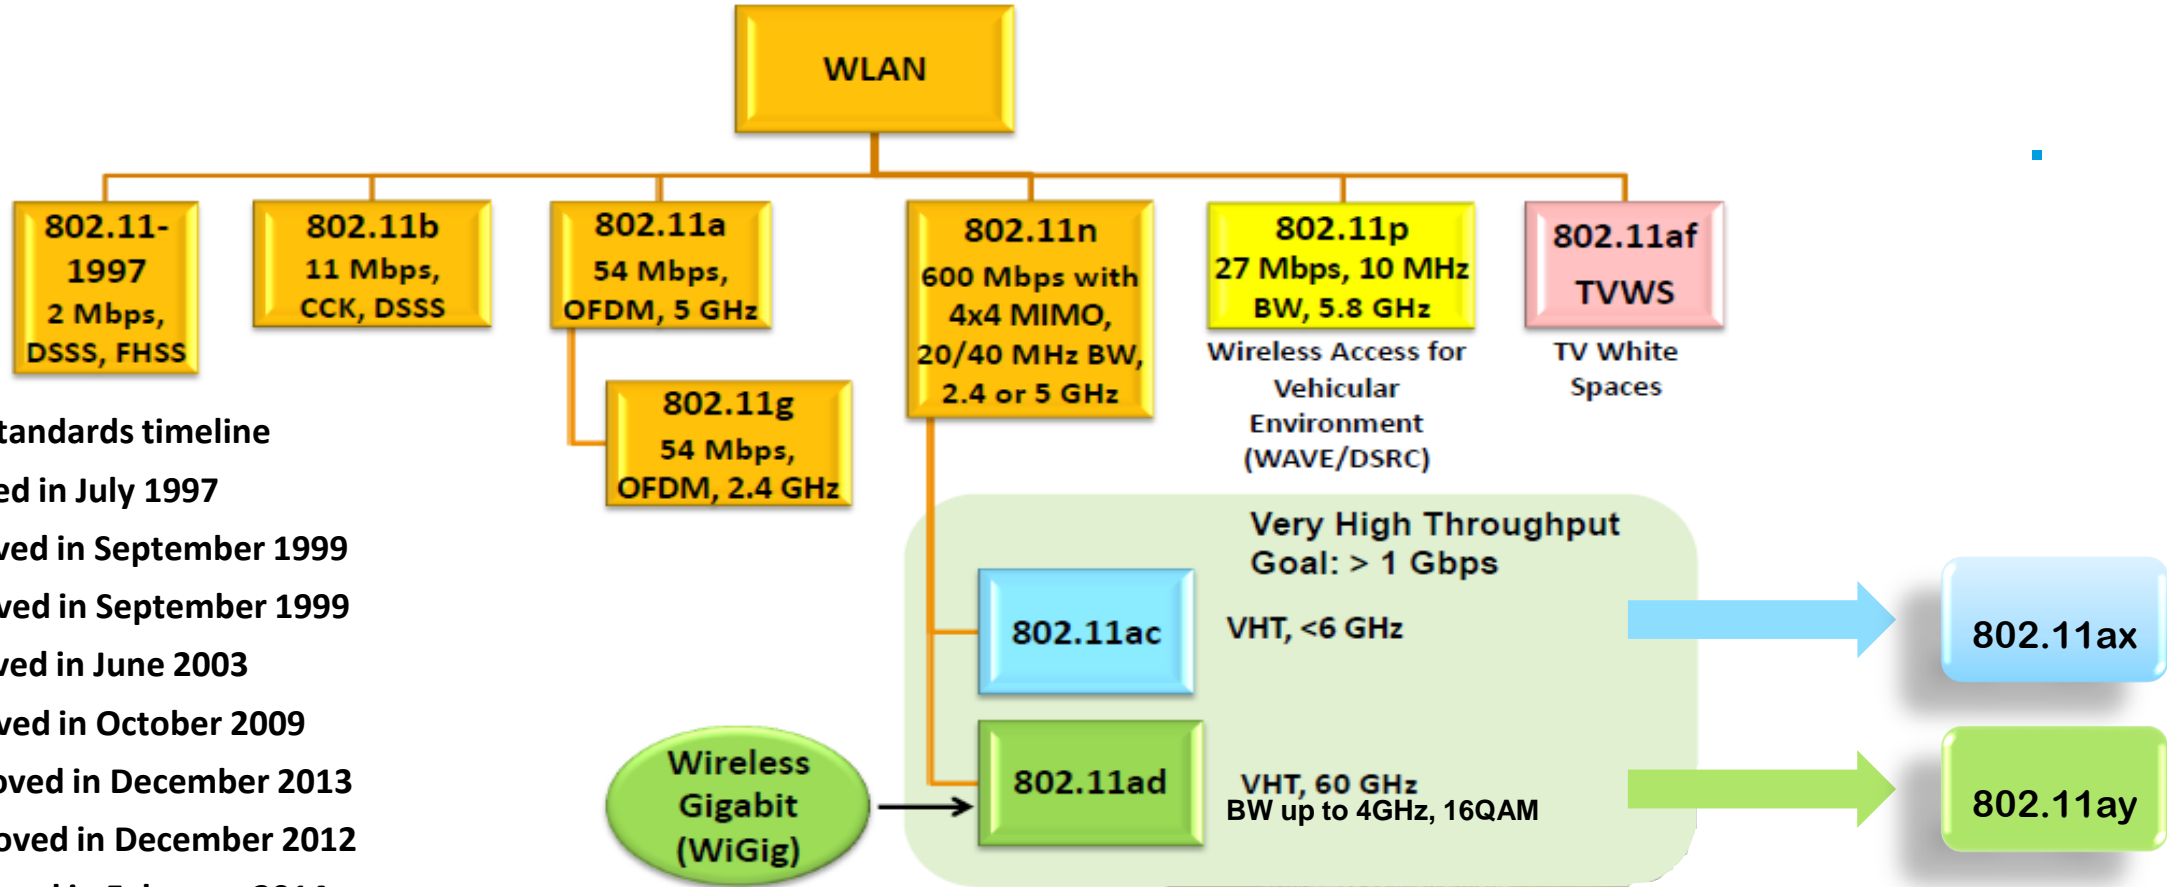 WLAN
802.11-
1997
2 Mbps,
DSSS, FHSS
802.11b
11 Mbps,
CCK, DSSS
802.11a
54 Mbps,
OFDM, 5 GHz
802.11g
54 Mbps,
OFDM, 2.4 GHz
802.11n
600 Mbps with
4x4 MIMO,
20/40 MHz BW,
2.4 or 5 GHz
802.11p
27 Mbps, 10 MHz
BW, 5.8 GHz
Wireless Access for
Vehicular
Environment
(WAVE/DSRC)
802.11af
TVWS
TV White
Spaces
tandards timeline
ed in July 1997
ved in September 1999
ved in September 1999
ved in June 2003
ved in October 2009
oved in December 2013
oved in December 2012
Very High Throughput
Goal: > 1 Gbps
802.11ac
VHT, <6 GHz
802.11ax
Wireless
Gigabit
(WiGig)
802.11ad
VHT, 60 GHz
BW up to 4GHz, 16QAM
802.11ay